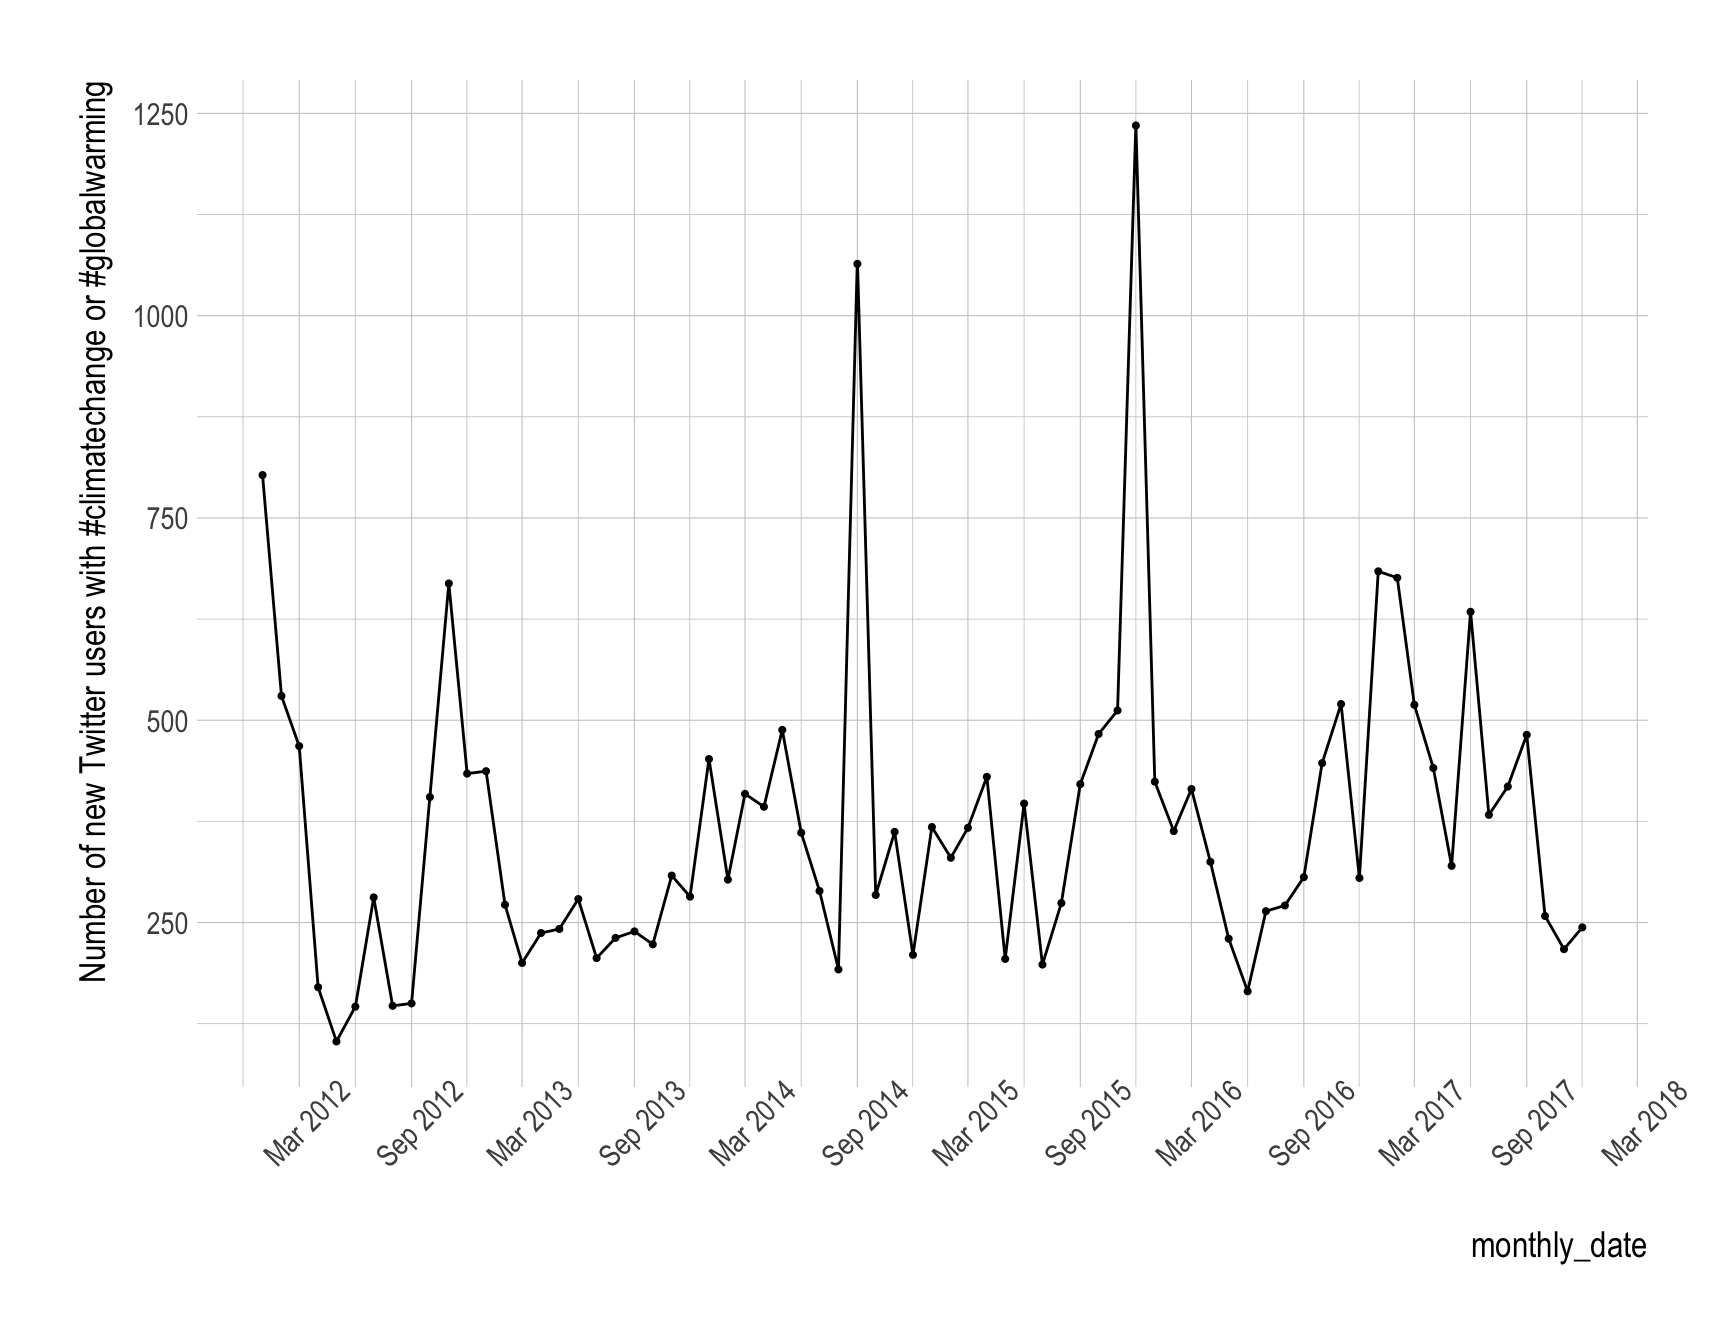 Number of new Twitter users with #climatechange or #globalwarming
1250
1000
750
500
250
Mar 2012
Sep 2012
Mar 2013
Sep 2013
Mar 2014
Sep 2014
Mar 2015
Sep 2015
Mar 2016
Sep 2016
Mar 2017
Sep 2017
Mar 2018
monthly_date